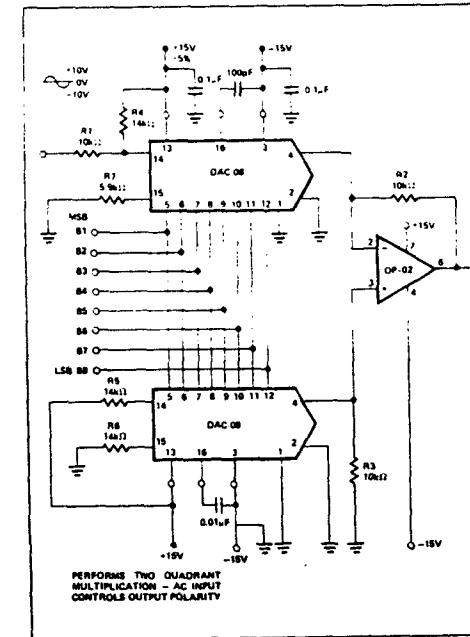 +15V
-5%
-15V
+10V
0V
-10V
0.1µF
100pF
0.1µF
R4
14kΩ
R1
10kΩ
13
16
3
14
DAC 08
4
R7
5.9kΩ
15
2
5 6 7 8 9 10 11 12 1
R2
10kΩ
+15V
MSB
B1
B2
B3
B4
B5
B6
B7
LSB B8
2
-
7
6
OP-02
3
+
4
R5
14kΩ
5 6 7 8 9 10 11 12
14
4
DAC 08
R6
14kΩ
15
2
13
16
3
1
R3
10kΩ
0.01µF
+15V
-15V
-15V
PERFORMS TWO QUADRANT
MULTIPLICATION – AC INPUT
CONTROLS OUTPUT POLARITY